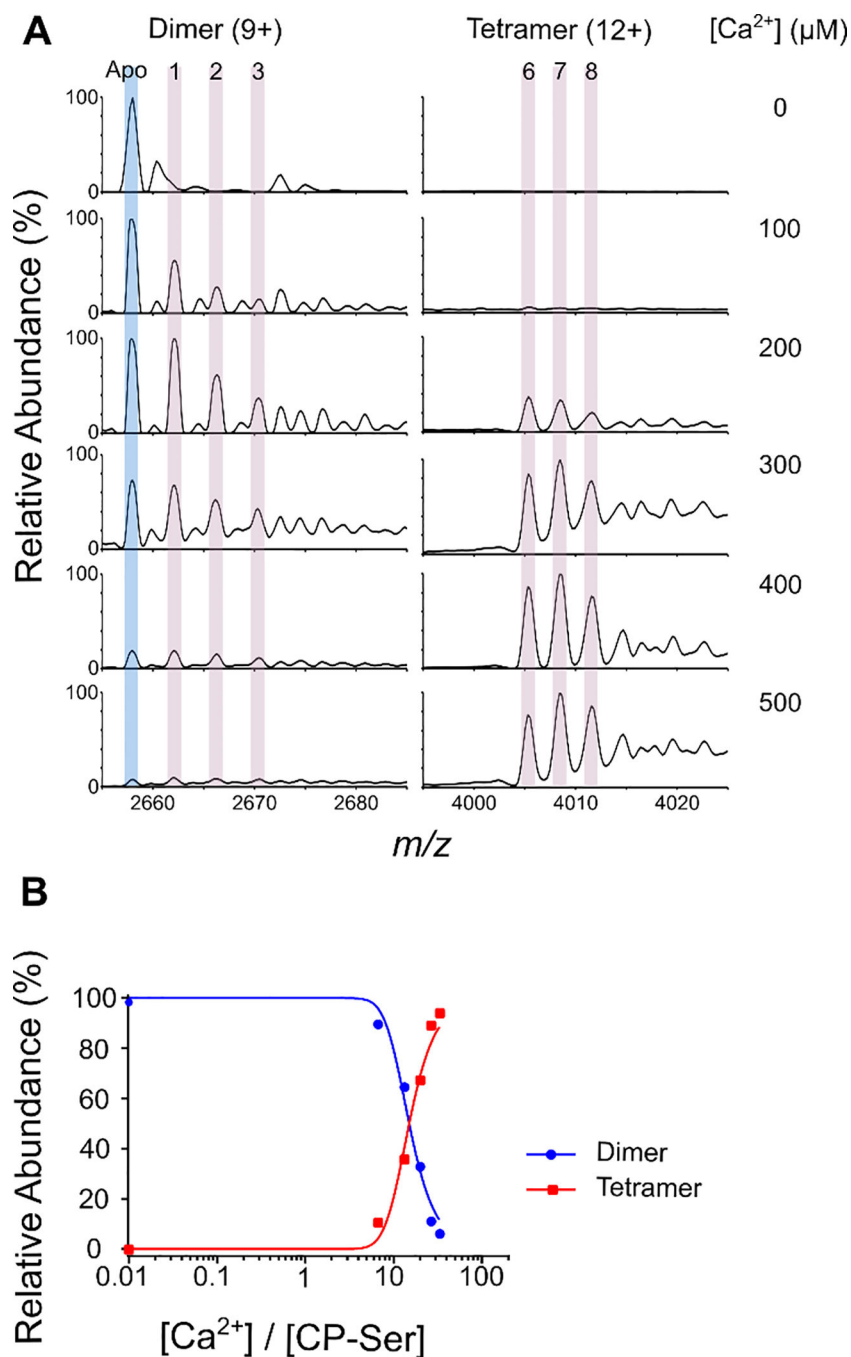 A
Dimer (9+) Tetramer (12+) [Ca²⁺] (µM)
Apo 1 2 3 6 7 8
100 0
0
100 100
0
100 200
0
100 300
0
100 400
0
100 500
0
2660 2670 2680 4000 4010 4020
m/z
Relative Abundance (%)
B
100
80
60
40
20
0
0.01 0.1 1 10 100
[Ca²⁺] / [CP-Ser]
Relative Abundance (%)
Dimer
Tetramer